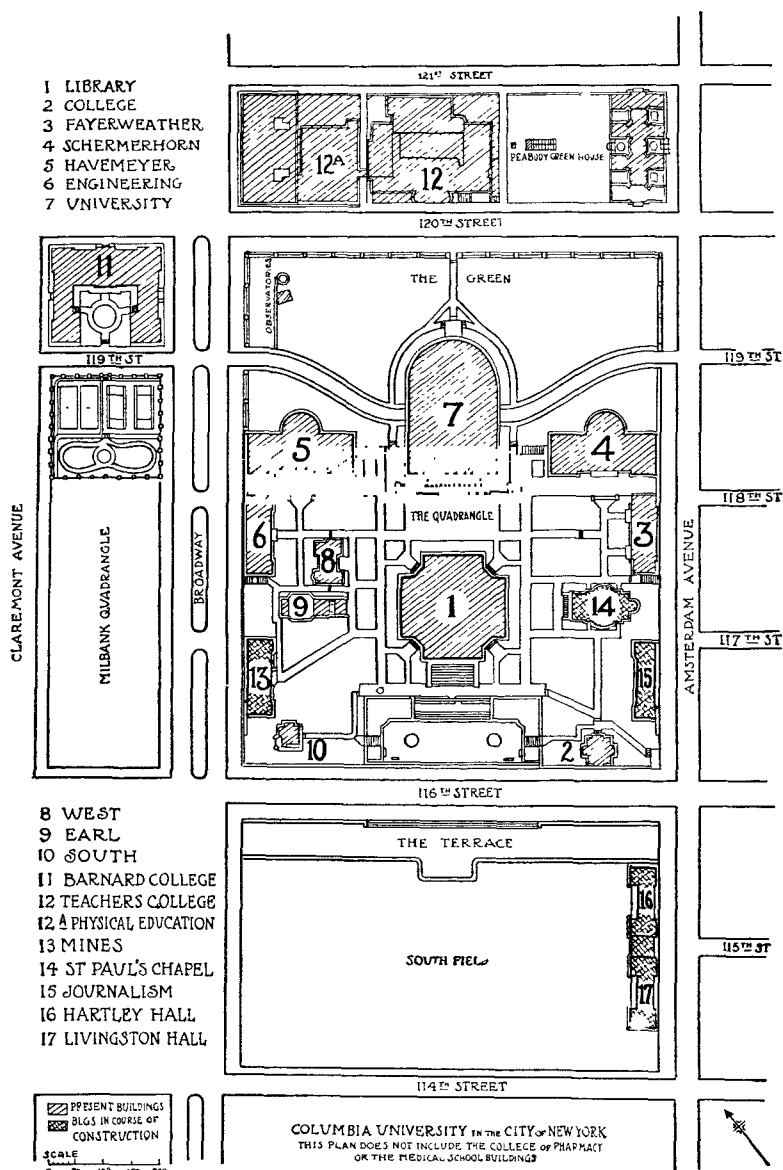 121ST STREET
1 LIBRARY
2 COLLEGE
3 FAYERWEATHER
4 SCHERMERHORN
5 HAVEMEYER
6 ENGINEERING
7 UNIVERSITY
12A
12
PEABODY GREEN HOUSE
120TH STREET
11
OBSERVATORIES
THE GREEN
119TH ST
119TH ST
7
5
4
118TH ST
THE QUADRANGLE
6
3
8
CLAREMONT AVENUE
MILBANK QUADRANGLE
BROADWAY
9
1
14
AMSTERDAM AVENUE
117TH ST
13
15
10
2
116TH STREET
8 WEST
9 EARL
10 SOUTH
11 BARNARD COLLEGE
12 TEACHERS COLLEGE
12A PHYSICAL EDUCATION
13 MINES
14 ST PAUL'S CHAPEL
15 JOURNALISM
16 HARTLEY HALL
17 LIVINGSTON HALL
THE TERRACE
16
SOUTH FIELD
115TH ST
17
114TH STREET
PRESENT BUILDINGS
BLGS IN COURSE OF
CONSTRUCTION
SCALE
COLUMBIA UNIVERSITY IN THE CITY OF NEW YORK
THIS PLAN DOES NOT INCLUDE THE COLLEGE OF PHARMACY
OR THE MEDICAL SCHOOL BUILDINGS